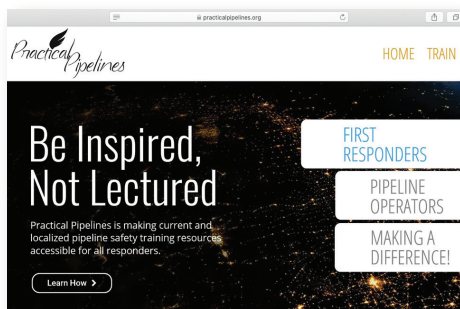 practicalpipelines.org
Practical Pipelines
HOME TRAIN
Be Inspired,
Not Lectured
Practical Pipelines is making current and
localized pipeline safety training resources
accessible for all responders.
Learn How
FIRST
RESPONDERS
PIPELINE
OPERATORS
MAKING A
DIFFERENCE!